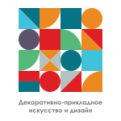 Декоративно-прикладное
искусство и дизайн